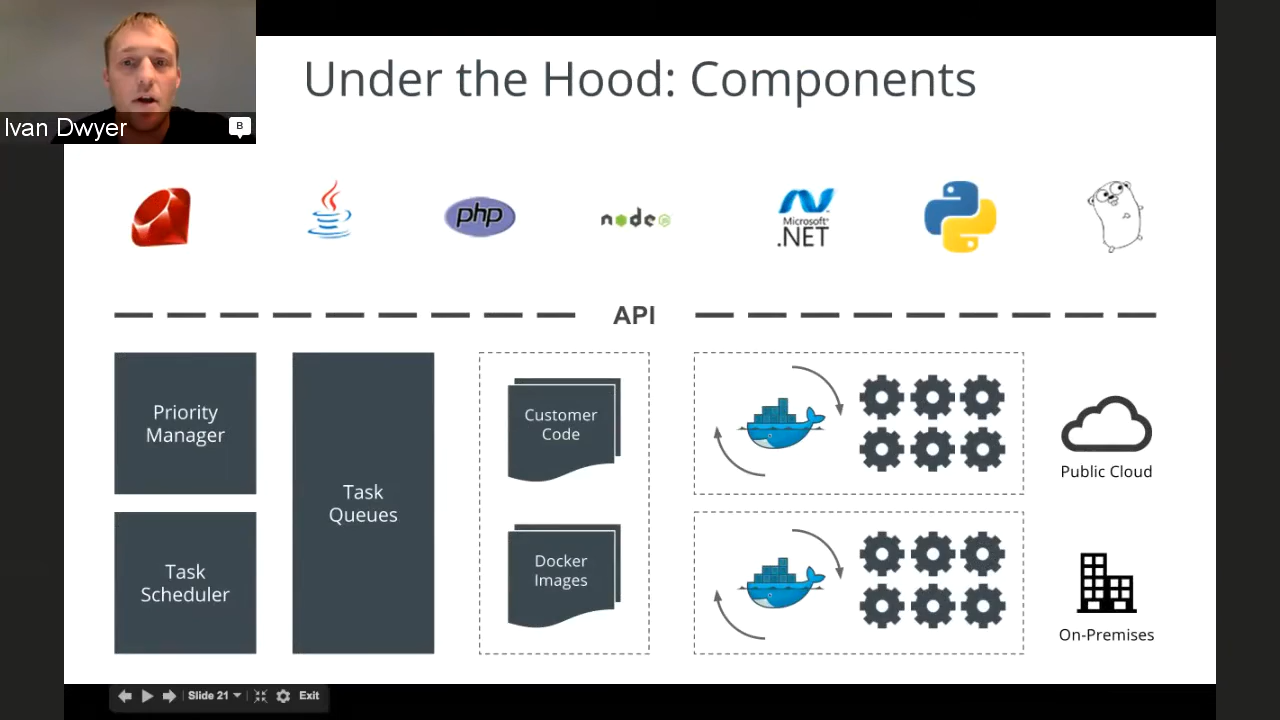 Ivan Dwyer
B
Under the Hood: Components
php
node
JS
Microsoft
.NET
API
Priority
Manager
Task
Scheduler
Task
Queues
Customer
Code
Docker
Images
Public Cloud
On-Premises
Slide 21
Exit